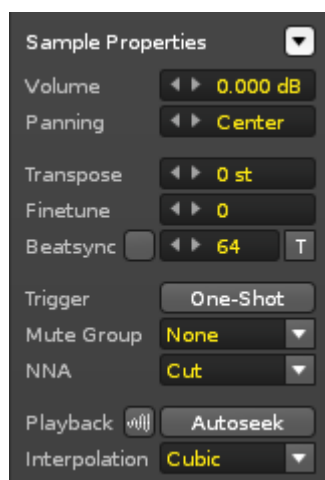 Sample Properties
Volume 0.000 dB
Panning Center
Transpose 0 st
Finetune 0
Beatsync 64 T
Trigger One-Shot
Mute Group None
NNA Cut
Playback Autoseek
Interpolation Cubic